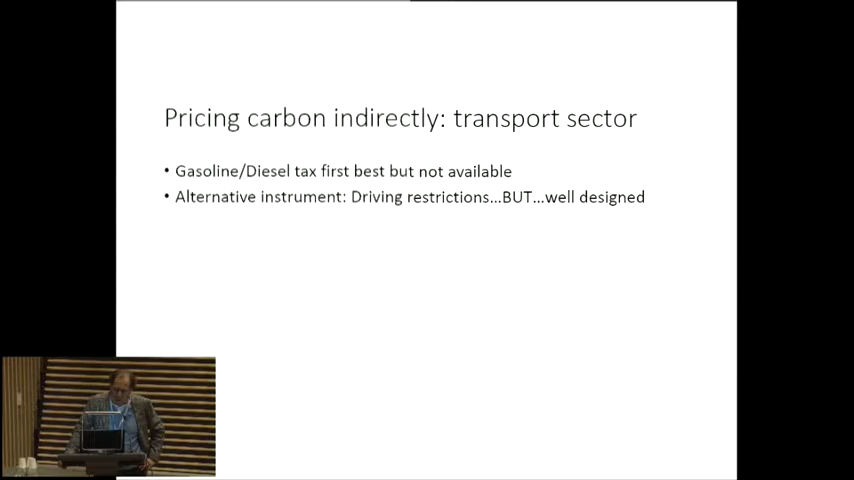 Pricing carbon indirectly: transport sector
• Gasoline/Diesel tax first best but not available
• Alternative instrument: Driving restrictions...BUT...well designed